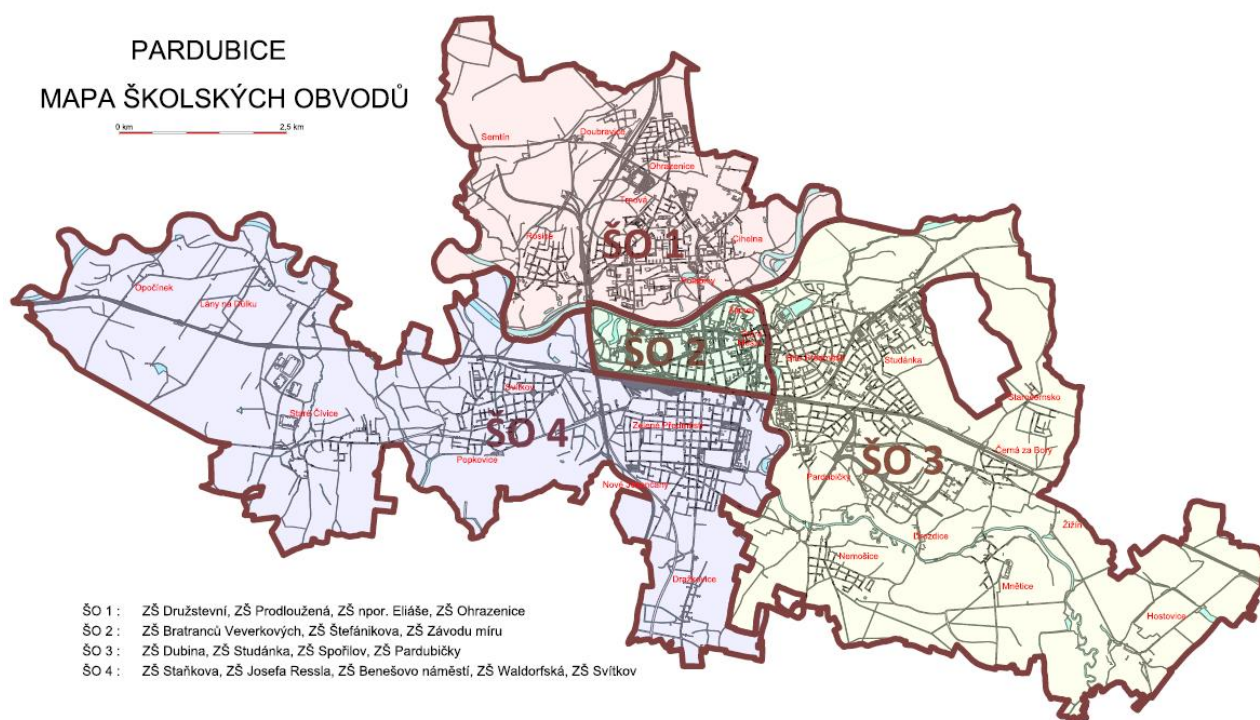 PARDUBICE
MAPA ŠKOLSKÝCH OBVODŮ
0 km 2,5 km
Semtín
Doubravice
Ohrazenice
Trnová
Rosice
ŠO 1
Cihelna
Polabiny
Opočínek
Lány na Důlku
ŠO 2
Studánka
Svítkov
Staré Čívice
Staročernsko
ŠO 4
Zelené Předměstí
Popkovice
Černá za Bory
ŠO 3
Pardubičky
Nové Jesenčany
Žižín
Drozdice
Nemošice
Dražkovice
Mnětice
Hostovice
ŠO 1 : ZŠ Družstevní, ZŠ Prodloužená, ZŠ npor. Eliáše, ZŠ Ohrazenice
ŠO 2 : ZŠ Bratranců Veverkových, ZŠ Štefánikova, ZŠ Závodu míru
ŠO 3 : ZŠ Dubina, ZŠ Studánka, ZŠ Spořilov, ZŠ Pardubičky
ŠO 4 : ZŠ Staňkova, ZŠ Josefa Ressla, ZŠ Benešovo náměstí, ZŠ Waldorfská, ZŠ Svítkov